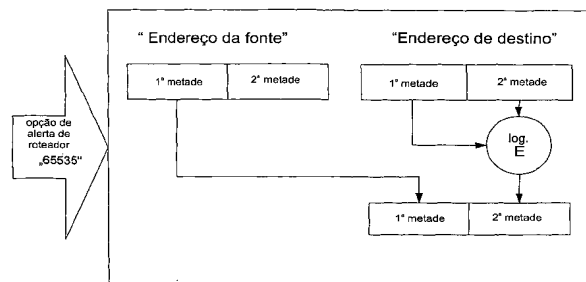 opção de
alerta de
roteador
„65535"
" Endereço da fonte"
"Endereço de destino"
1ª metade
2ª metade
1ª metade
2ª metade
log.
E
1ª metade
2ª metade